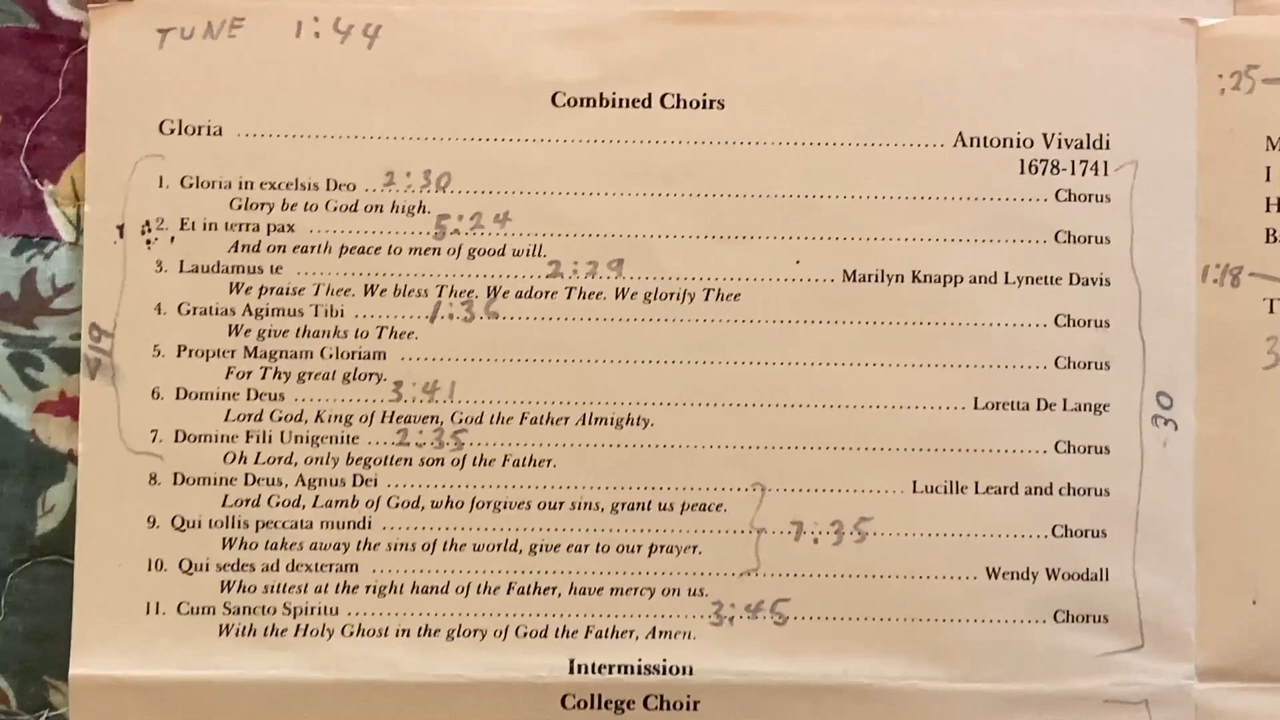 TUNE 1:44
Combined Choirs
Gloria ........ Antonio Vivaldi
1678-1741
1. Gloria in excelsis Deo ..2:30........ Chorus
Glory be to God on high.
2. Et in terra pax ........5:24........ Chorus
And on earth peace to men of good will.
3. Laudamus te ........2:29........ Marilyn Knapp and Lynette Davis
We praise Thee. We bless Thee. We adore Thee. We glorify Thee
4. Gratias Agimus Tibi ........1:36........ Chorus
We give thanks to Thee.
5. Propter Magnam Gloriam ........ Chorus
For Thy great glory.
6. Domine Deus ........3:41........ Loretta De Lange
Lord God, King of Heaven, God the Father Almighty.
7. Domine Fili Unigenite ....2:35........ Chorus
Oh Lord, only begotten son of the Father.
8. Domine Deus, Agnus Dei ........ Lucille Leard and chorus
Lord God, Lamb of God, who forgives our sins, grant us peace.
9. Qui tollis peccata mundi ........7:35........ Chorus
Who takes away the sins of the world, give ear to our prayer.
10. Qui sedes ad dexteram ........ Wendy Woodall
Who sittest at the right hand of the Father, have mercy on us.
11. Cum Sancto Spiritu ........3:45........ Chorus
With the Holy Ghost in the glory of God the Father, Amen.
30
Intermission
College Choir
:25
M
I
H
B
1:18
T
3